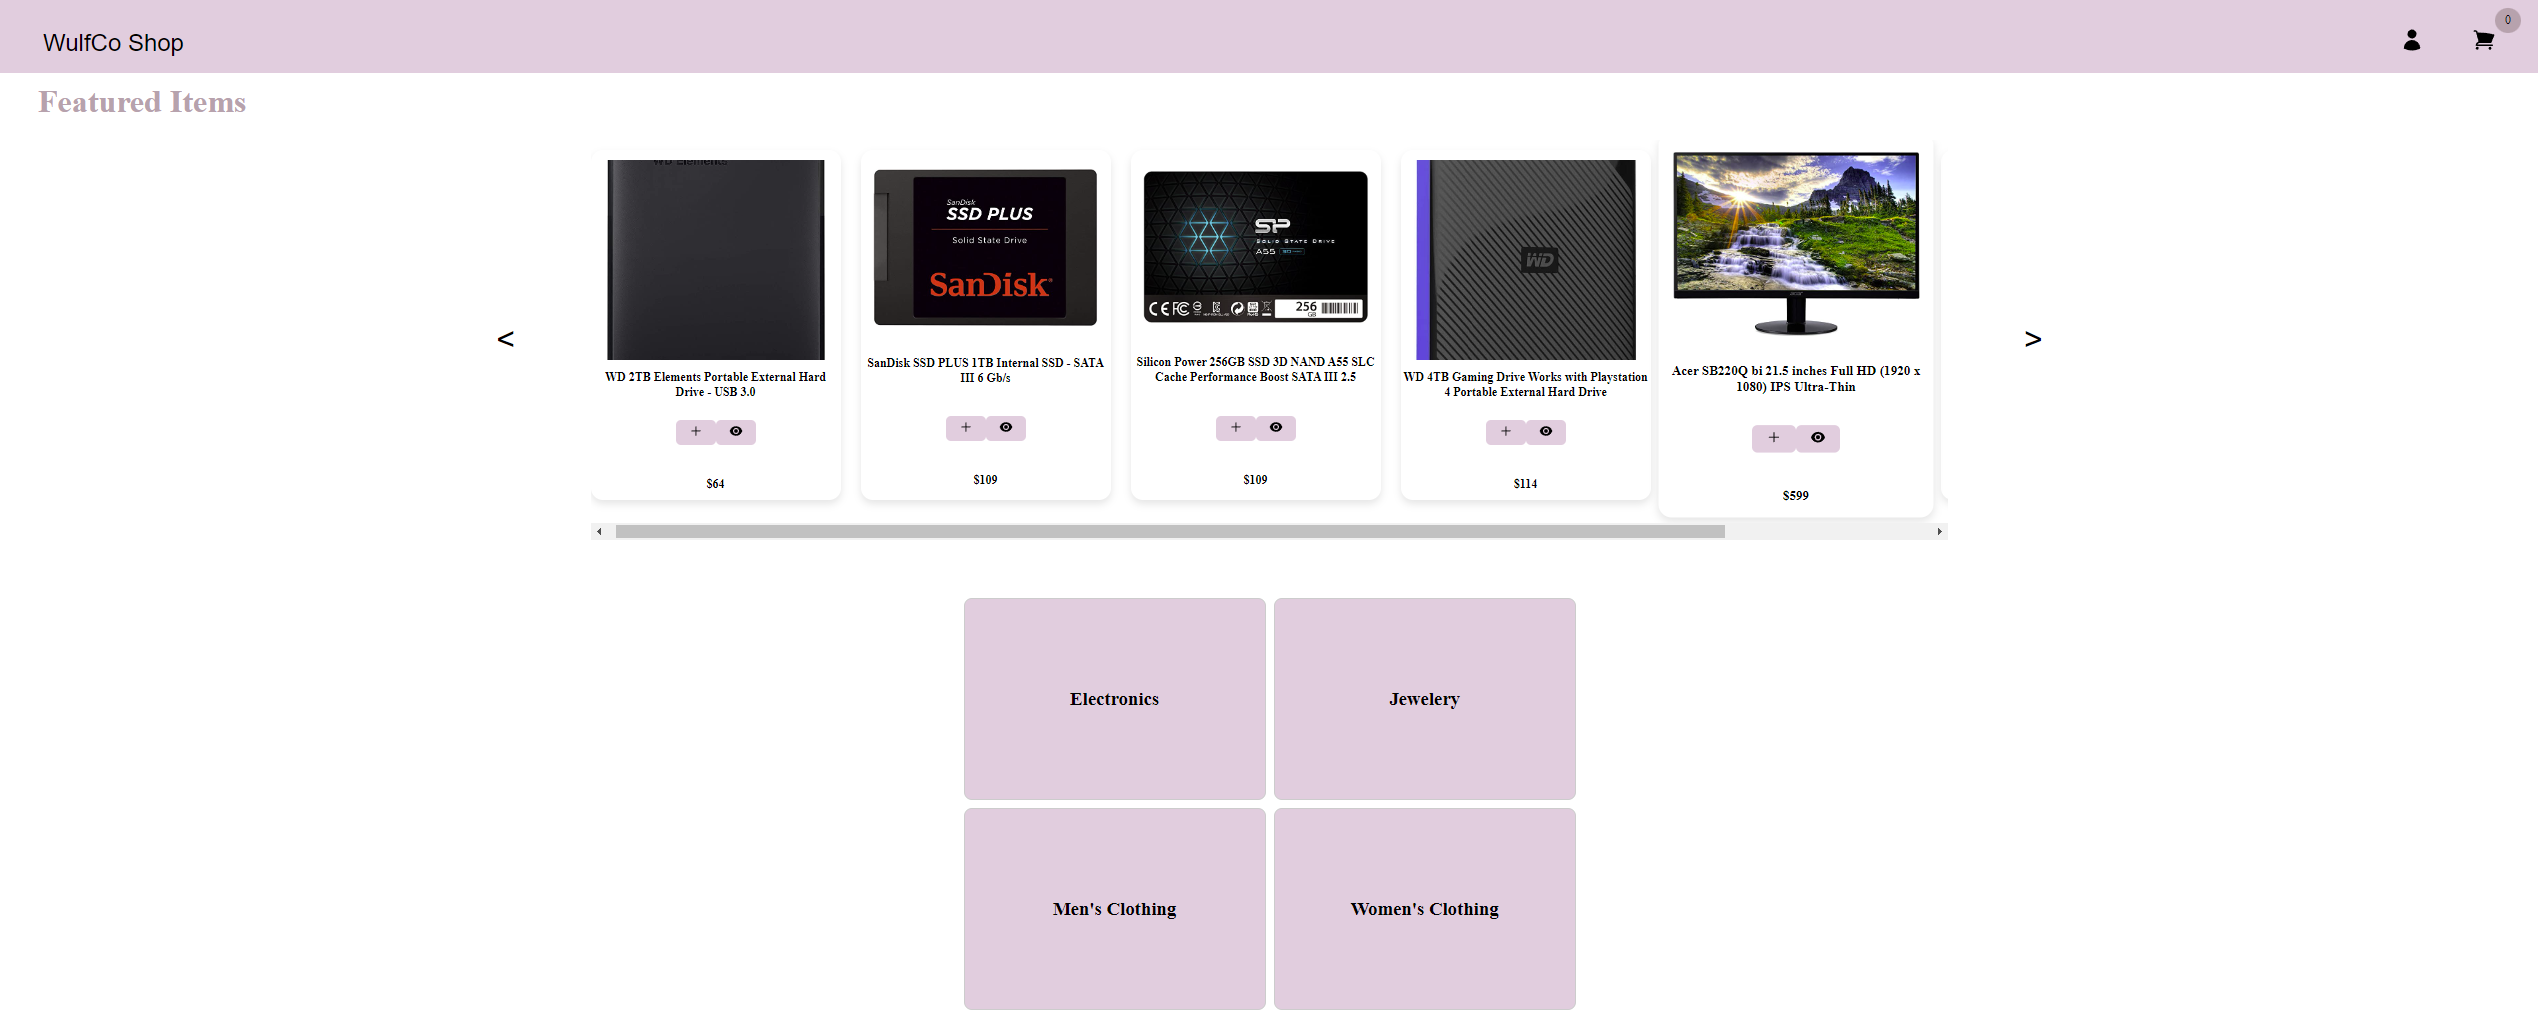 WulfCo Shop
0
Featured Items
WD Elements
SanDisk
SSD PLUS
Solid State Drive
SanDisk
SP
SOLID STATE DRIVE
A55
256
GB
WD
<
>
WD 2TB Elements Portable External Hard
Drive - USB 3.0
$64
SanDisk SSD PLUS 1TB Internal SSD - SATA
III 6 Gb/s
$109
Silicon Power 256GB SSD 3D NAND A55 SLC
Cache Performance Boost SATA III 2.5
$109
WD 4TB Gaming Drive Works with Playstation
4 Portable External Hard Drive
$114
Acer SB220Q bi 21.5 inches Full HD (1920 x
1080) IPS Ultra-Thin
$599
Electronics
Jewelery
Men's Clothing
Women's Clothing